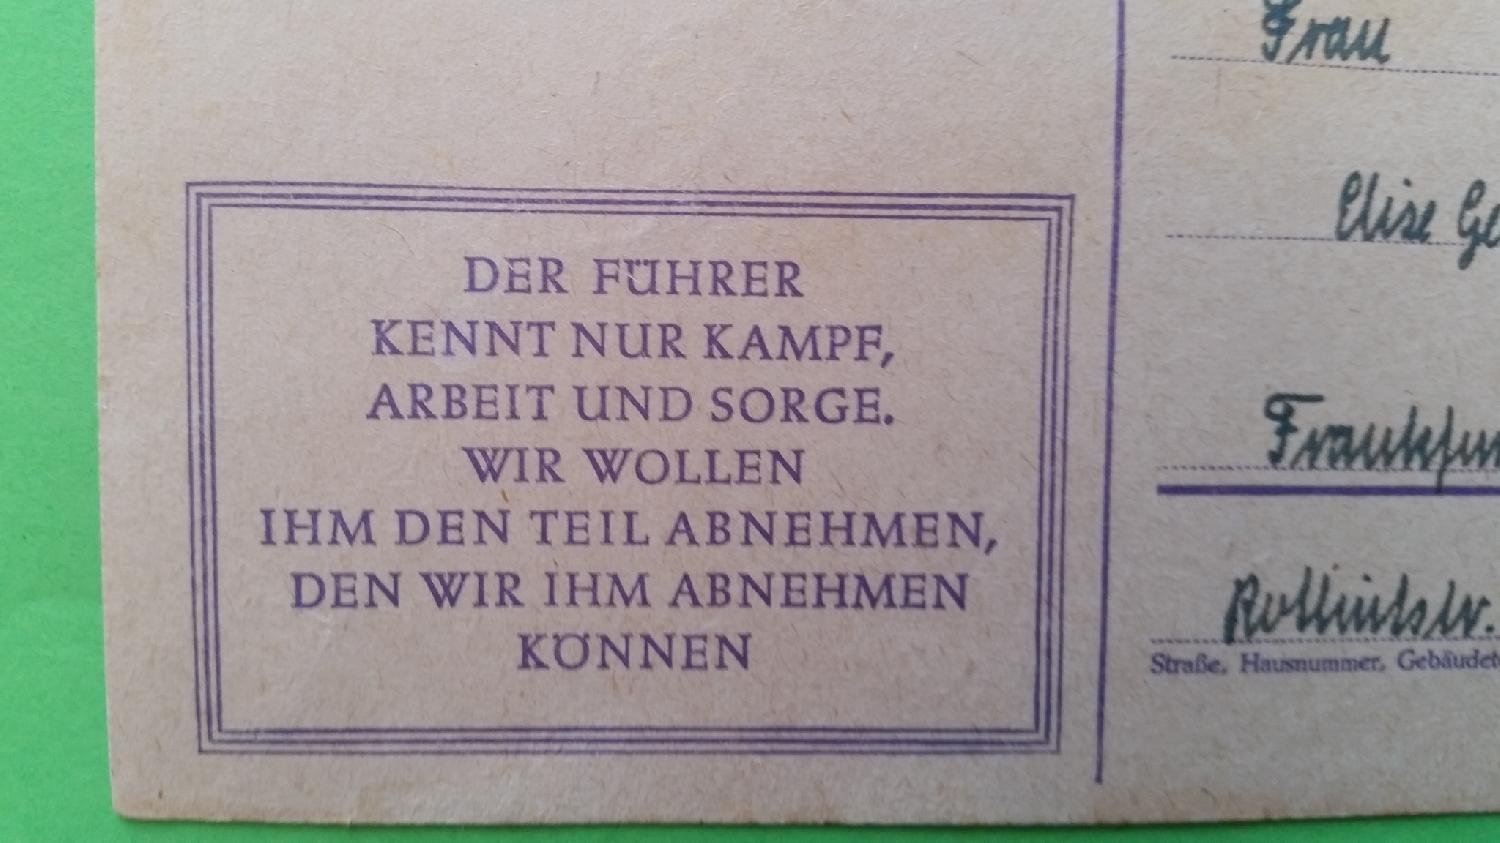 DER FÜHRER
KENNT NUR KAMPF,
ARBEIT UND SORGE.
WIR WOLLEN
IHM DEN TEIL ABNEHMEN,
DEN WIR IHM ABNEHMEN
KÖNNEN
Frau
Elise
Straße, Hausnummer,